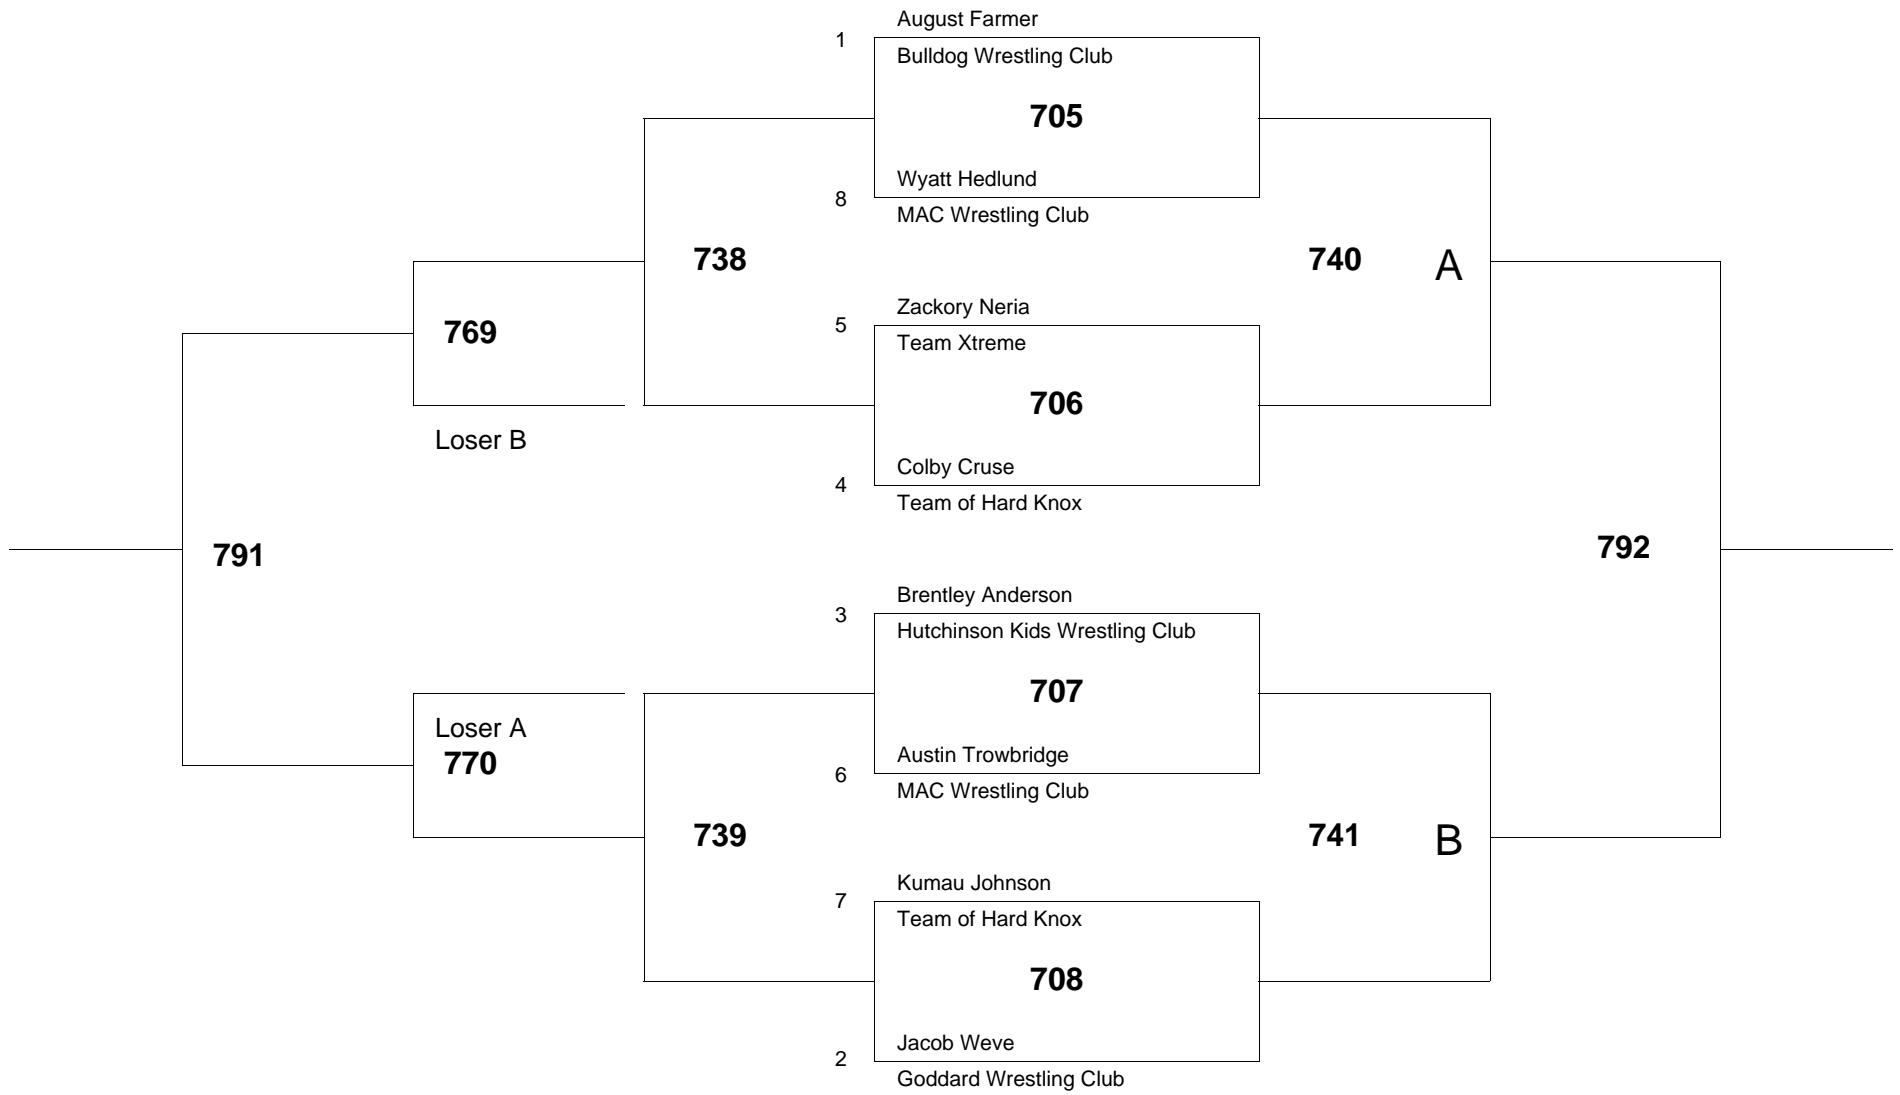 August Farmer
1
Bulldog Wrestling Club
705
Wyatt Hedlund
8
MAC Wrestling Club
738
740
A
Zackory Neria
5
Team Xtreme
769
706
Loser B
Colby Cruse
4
Team of Hard Knox
791
792
Brentley Anderson
3
Hutchinson Kids Wrestling Club
707
Loser A
770
Austin Trowbridge
6
MAC Wrestling Club
739
741
B
Kumau Johnson
7
Team of Hard Knox
708
Jacob Weve
2
Goddard Wrestling Club